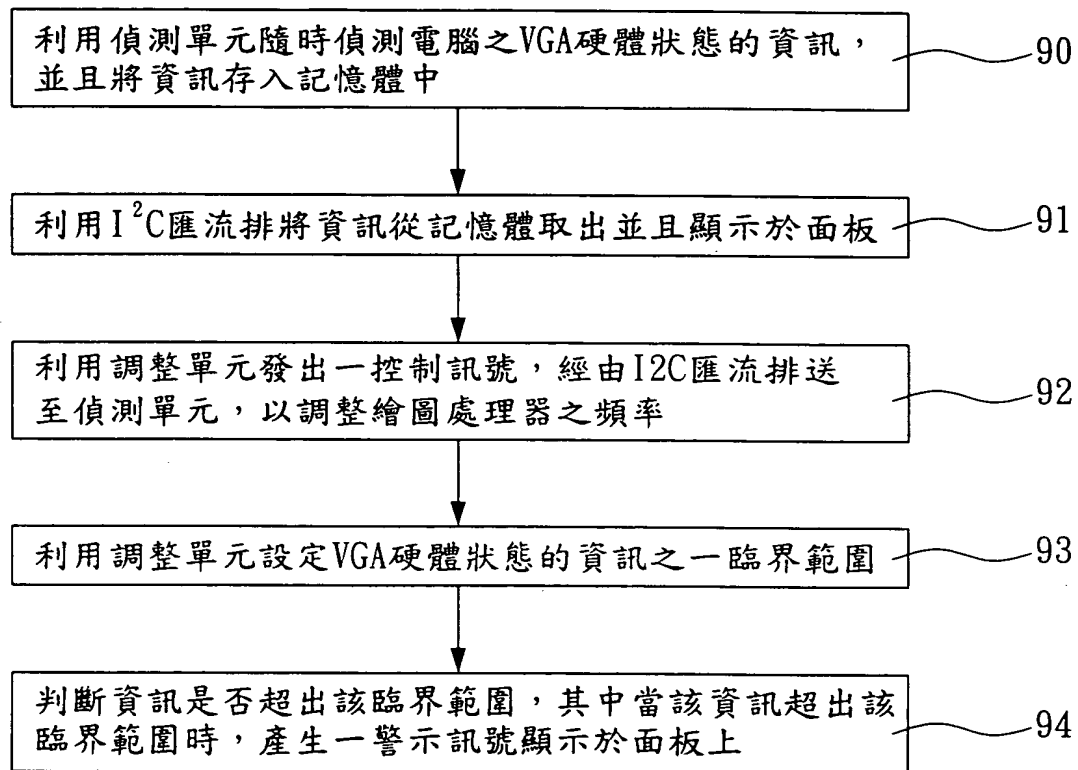 利用偵測單元隨時偵測電腦之VGA硬體狀態的資訊，
並且將資訊存入記憶體中
90
利用I²C匯流排將資訊從記憶體取出並且顯示於面板
91
利用調整單元發出一控制訊號，經由I2C匯流排送
至偵測單元，以調整繪圖處理器之頻率
92
利用調整單元設定VGA硬體狀態的資訊之一臨界範圍
93
判斷資訊是否超出該臨界範圍，其中當該資訊超出該
臨界範圍時，產生一警示訊號顯示於面板上
94